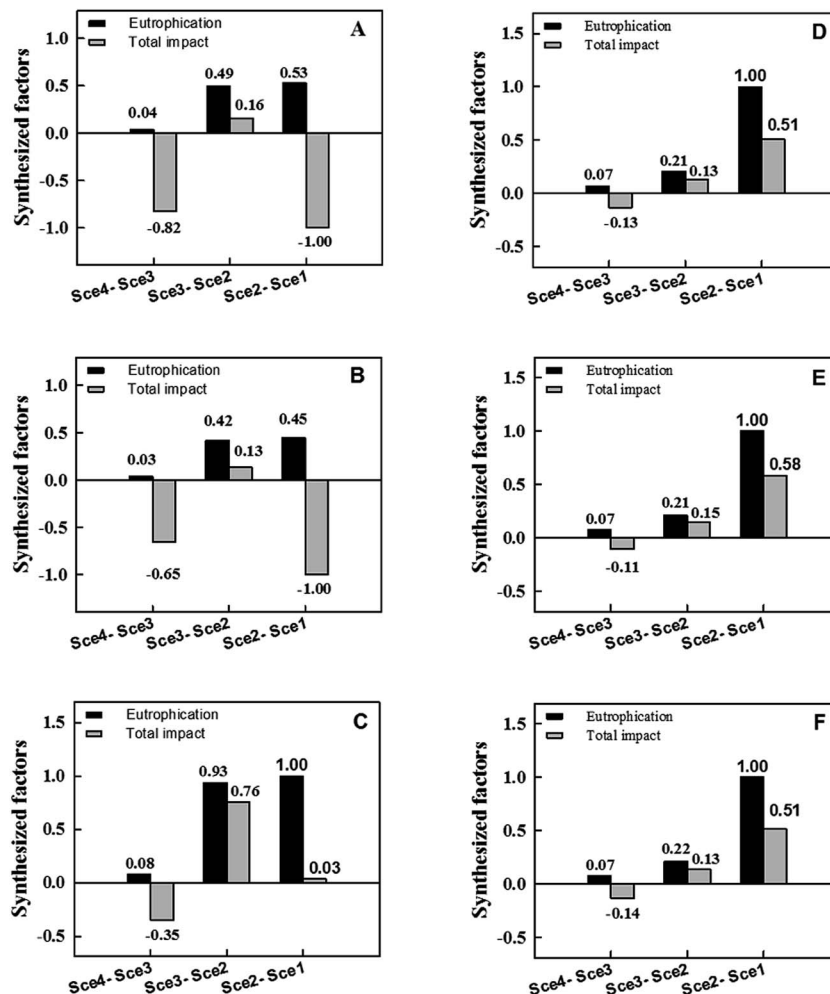 A
Eutrophication
Total impact
Synthesized factors
1.0
0.5
0.0
-0.5
-1.0
0.04
-0.82
0.49
0.16
0.53
-1.00
Sce4-Sce3
Sce3-Sce2
Sce2-Sce1
D
Eutrophication
Total impact
Synthesized factors
1.5
1.0
0.5
0.0
-0.5
0.07
-0.13
0.21
0.13
1.00
0.51
Sce4-Sce3
Sce3-Sce2
Sce2-Sce1
B
Eutrophication
Total impact
Synthesized factors
1.0
0.5
0.0
-0.5
-1.0
0.03
-0.65
0.42
0.13
0.45
-1.00
Sce4-Sce3
Sce3-Sce2
Sce2-Sce1
E
Eutrophication
Total impact
Synthesized factors
1.5
1.0
0.5
0.0
-0.5
0.07
-0.11
0.21
0.15
1.00
0.58
Sce4-Sce3
Sce3-Sce2
Sce2-Sce1
C
Eutrophication
Total impact
Synthesized factors
1.5
1.0
0.5
0.0
-0.5
0.08
-0.35
0.93
0.76
1.00
0.03
Sce4-Sce3
Sce3-Sce2
Sce2-Sce1
F
Eutrophication
Total impact
Synthesized factors
1.5
1.0
0.5
0.0
-0.5
0.07
-0.14
0.22
0.13
1.00
0.51
Sce4-Sce3
Sce3-Sce2
Sce2-Sce1